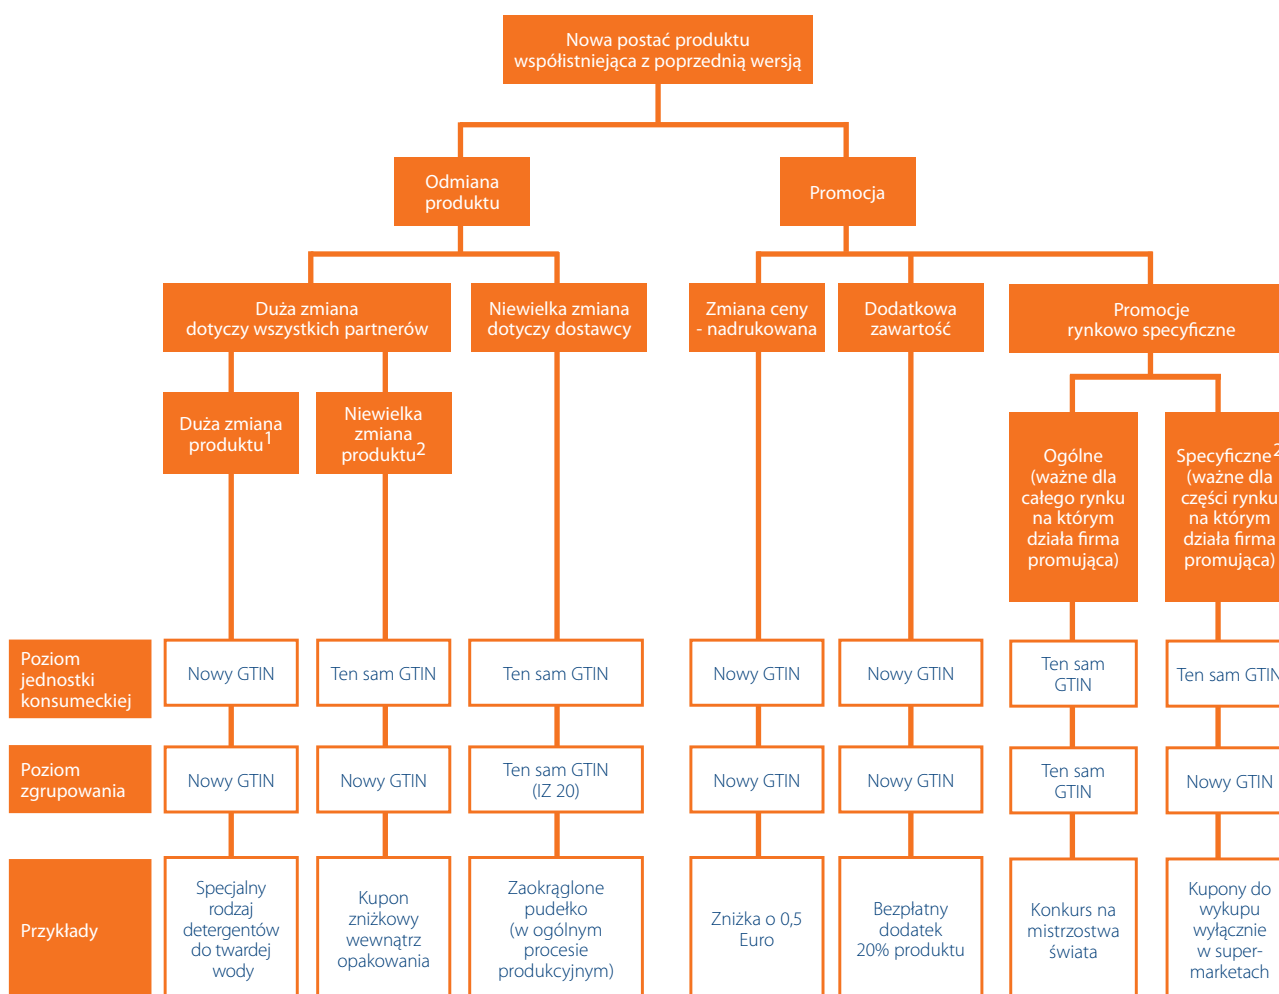 Nowa postać produktu
współistniejąca z poprzednią wersją
Odmiana
produktu
Promocja
Duża zmiana
dotyczy wszystkich partnerów
Niewielka zmiana
dotyczy dostawcy
Zmiana ceny
- nadrukowana
Dodatkowa
zawartość
Promocje
rynkowo specyficzne
Duża zmiana
produktu1
Niewielka
zmiana
produktu2
Ogólne
(ważne dla
całego rynku
na którym
działa firma
promująca)
Specyficzne2
(ważne dla
części rynku
na którym
działa firma
promująca)
Poziom
jednostki
konsumeckiej
Nowy GTIN
Ten sam GTIN
Ten sam GTIN
Nowy GTIN
Nowy GTIN
Ten sam
GTIN
Ten sam GTIN
Poziom
zgrupowania
Nowy GTIN
Nowy GTIN
Ten sam GTIN
(IZ 20)
Nowy GTIN
Nowy GTIN
Ten sam
GTIN
Nowy GTIN
Przykłady
Specjalny
rodzaj
detergentów
do twardej
wody
Kupon
zniżkowy
wewnątrz
opakowania
Zaokrąglone
pudełko
(w ogólnym
procesie
produkcyjnym)
Zniżka o 0,5
Euro
Bezpłatny
dodatek
20% produktu
Konkurs na
mistrzostwa
świata
Kupony do
wykupu
wyłącznie
w super-
marketach